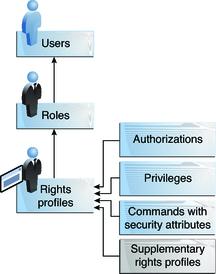 Users
Roles
Rights
profiles
Authorizations
Privileges
Commands with
security attributes
Supplementary
rights profiles